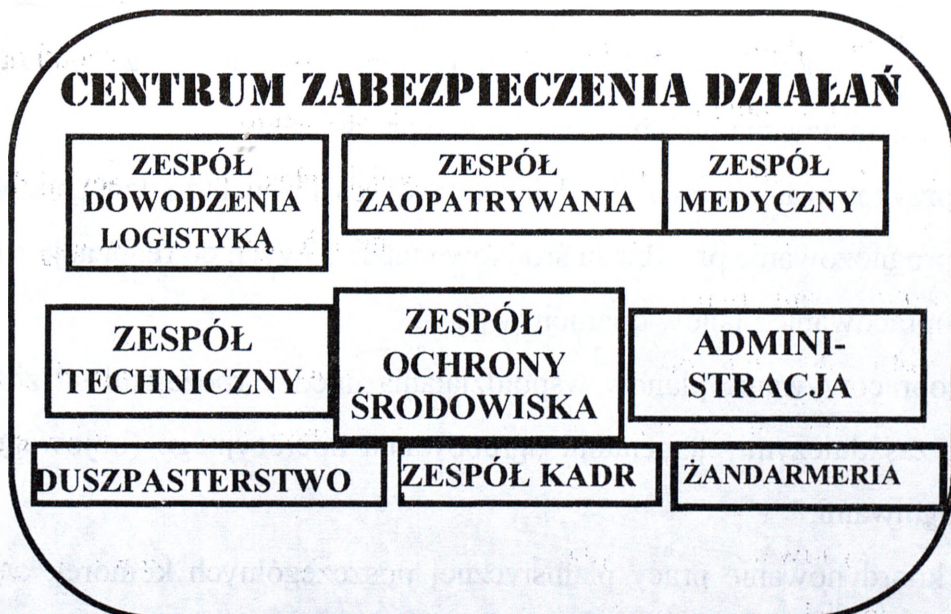 CENTRUM ZABEZPIECZENIA DZIAŁAŃ
ZESPÓŁ
DOWODZENIA
LOGISTYKĄ
ZESPÓŁ
ZAOPATRYWANIA
ZESPÓŁ
MEDYCZNY
ZESPÓŁ
TECHNICZNY
ZESPÓŁ
OCHRONY
ŚRODOWISKA
ADMINI-
STRACJA
DUSZPASTERSTWO
ZESPÓŁ KADR
ŻANDARMERIA